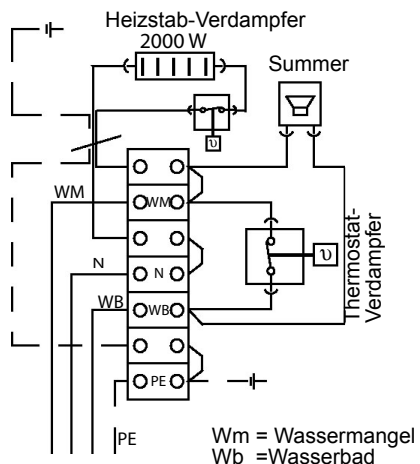 Heizstab-Verdampfer
2000 W
Summer
υ
WM
WM
υ
Thermostat-
Verdampfer
N
N
WB
WB
PE
PE
Wm = Wassermangel
Wb =Wasserbad